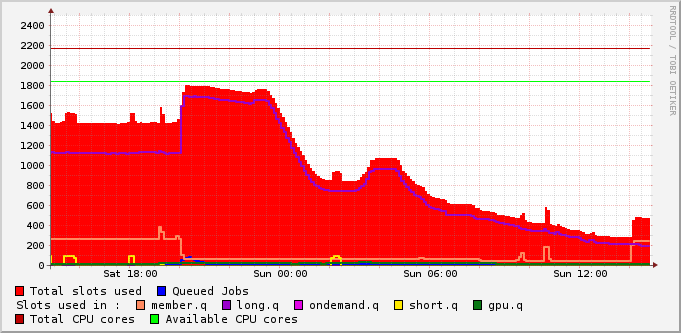 2400
2200
2000
1800
1600
1400
1200
1000
800
600
400
200
0
Sat 18:00 Sun 00:00 Sun 06:00 Sun 12:00
RRDTOOL / TOBI OETIKER
Total slots used Queued Jobs
Slots used in : member.q long.q ondemand.q short.q gpu.q
Total CPU cores Available CPU cores